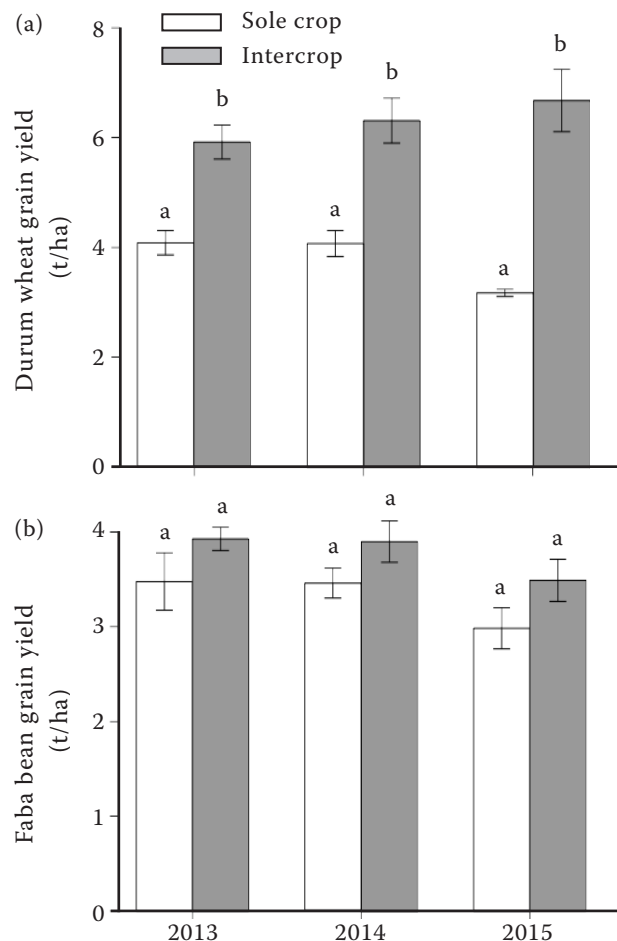 (a)
Sole crop
Intercrop
Durum wheat grain yield
(t/ha)
8
6
4
2
0
a
b
a
b
a
b
(b)
Faba bean grain yield
(t/ha)
4
3
2
1
0
a
a
a
a
a
a
2013
2014
2015